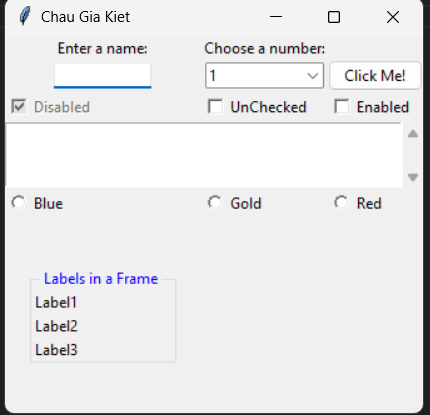 Chau Gia Kiet
Enter a name: Choose a number:
1 Click Me!
Disabled UnChecked Enabled
Blue Gold Red
Labels in a Frame
Label1
Label2
Label3